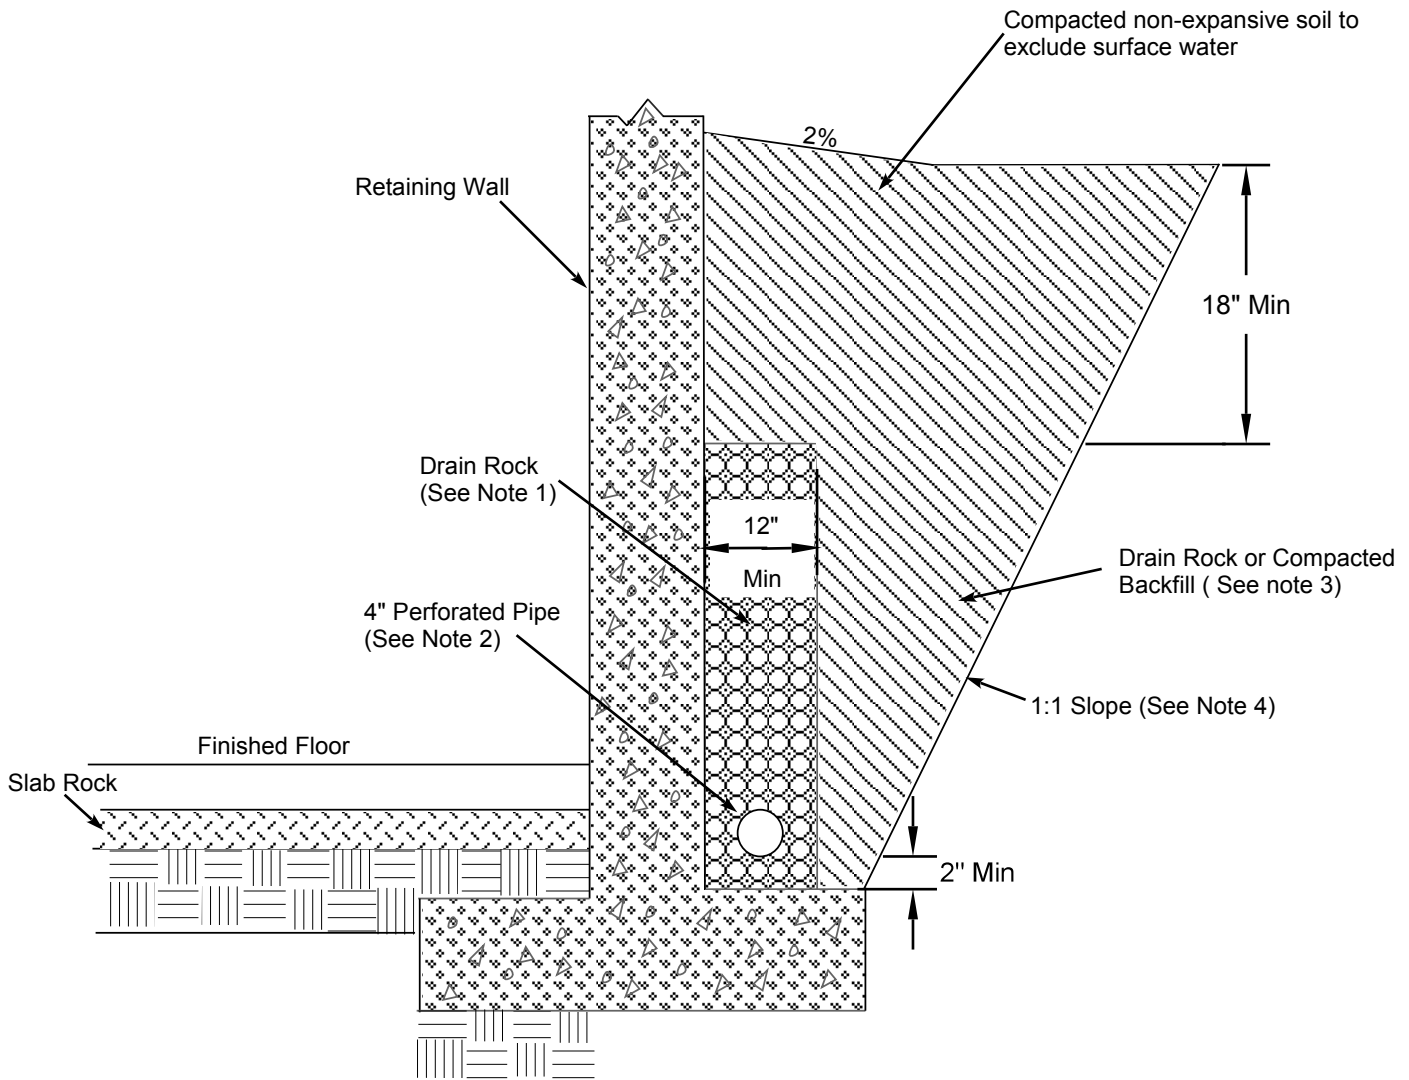 Compacted non-expansive soil to
exclude surface water
2%
Retaining Wall
18" Min
Drain Rock
(See Note 1)
12"
Min
Drain Rock or Compacted
Backfill ( See note 3)
4" Perforated Pipe
(See Note 2)
1:1 Slope (See Note 4)
Finished Floor
Slab Rock
2" Min